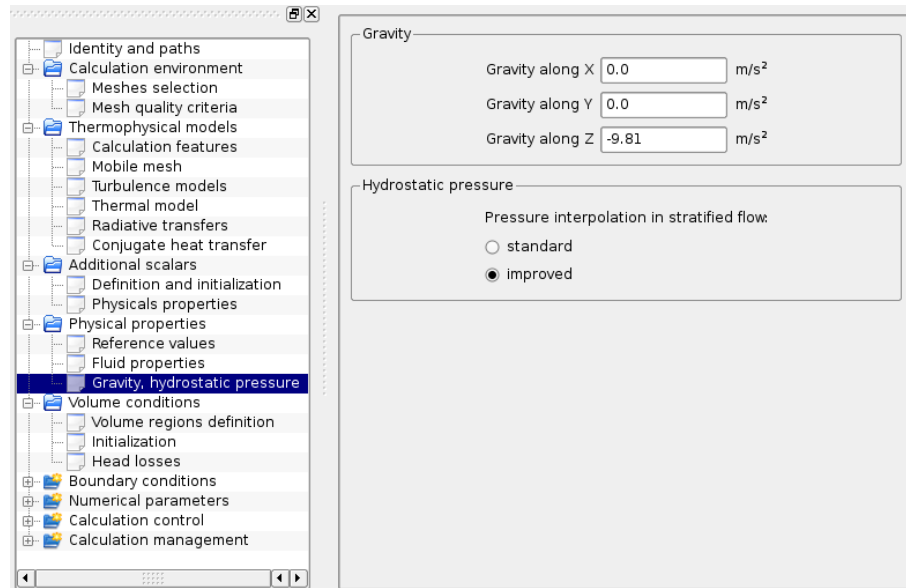 Identity and paths
Calculation environment
Meshes selection
Mesh quality criteria
Thermophysical models
Calculation features
Mobile mesh
Turbulence models
Thermal model
Radiative transfers
Conjugate heat transfer
Additional scalars
Definition and initialization
Physicals properties
Physical properties
Reference values
Fluid properties
Gravity, hydrostatic pressure
Volume conditions
Volume regions definition
Initialization
Head losses
Boundary conditions
Numerical parameters
Calculation control
Calculation management
Gravity
Gravity along X 0.0 m/s²
Gravity along Y 0.0 m/s²
Gravity along Z -9.81 m/s²
Hydrostatic pressure
Pressure interpolation in stratified flow:
standard
improved